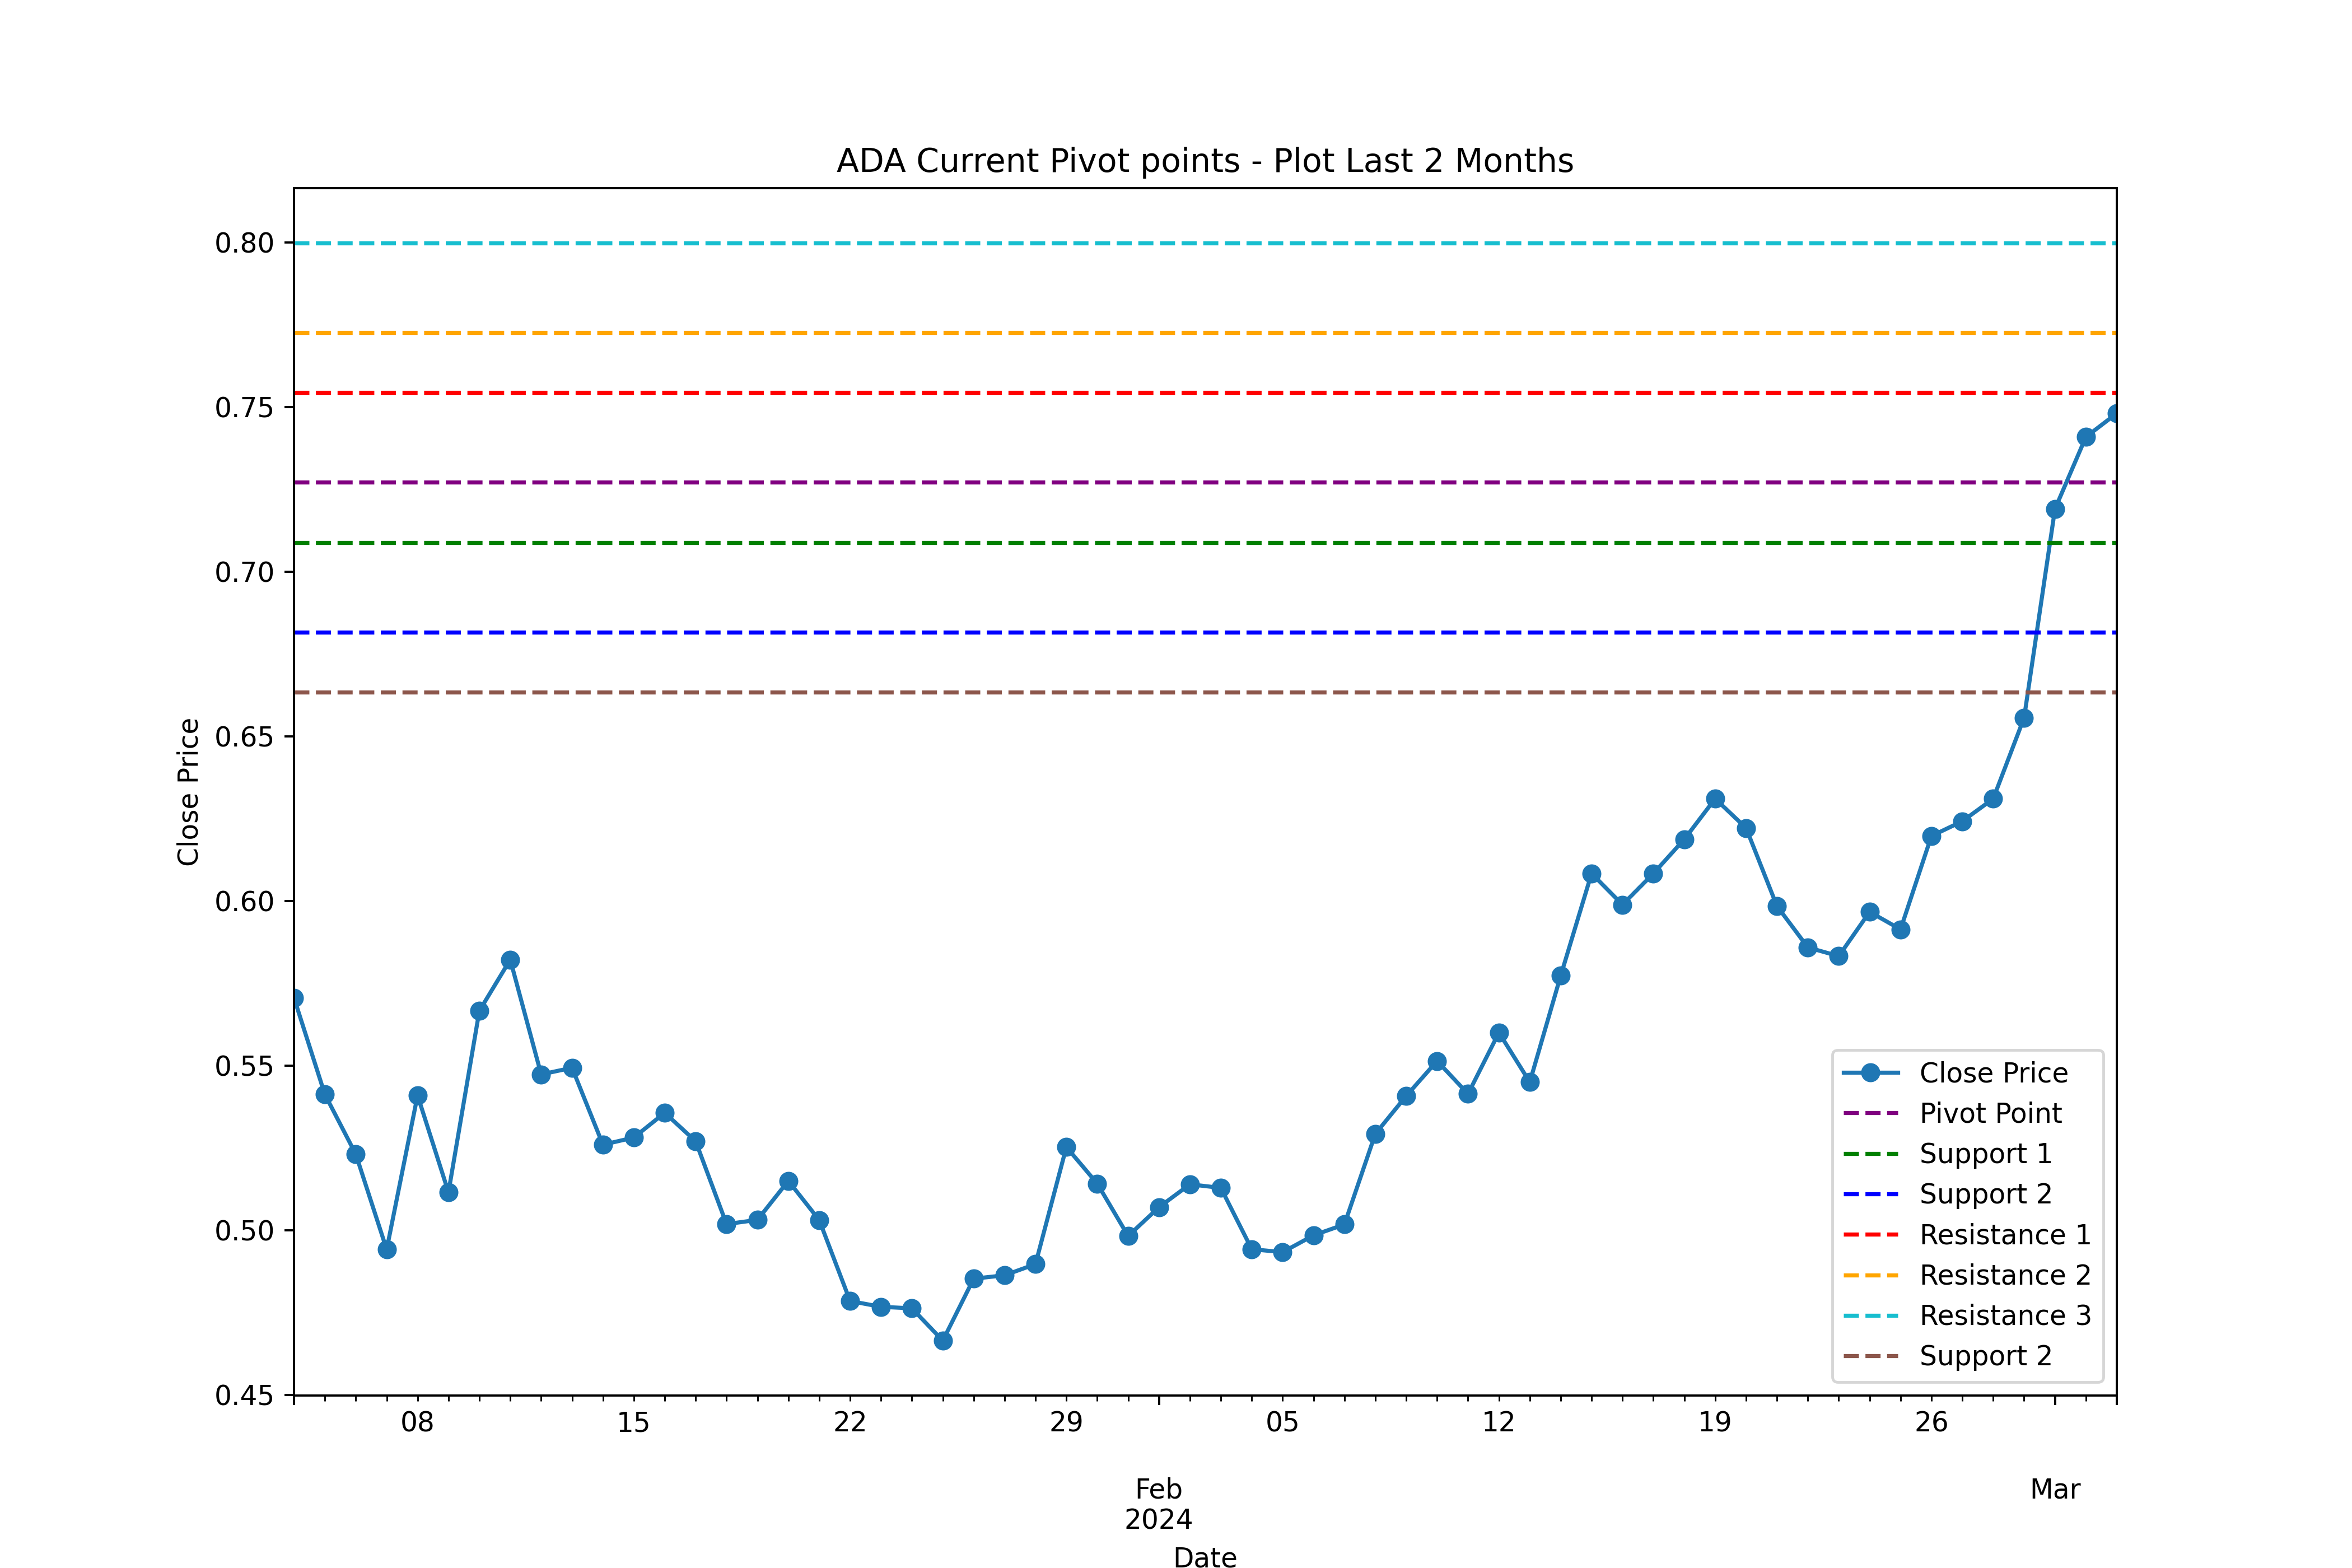 ADA Current Pivot points - Plot Last 2 Months
0.80
0.75
0.70
0.65
0.60
0.55
0.50
0.45
Close Price
Close Price
Pivot Point
Support 1
Support 2
Resistance 1
Resistance 2
Resistance 3
Support 2
08 15 22 29 05 12 19 26
Feb Mar
2024
Date